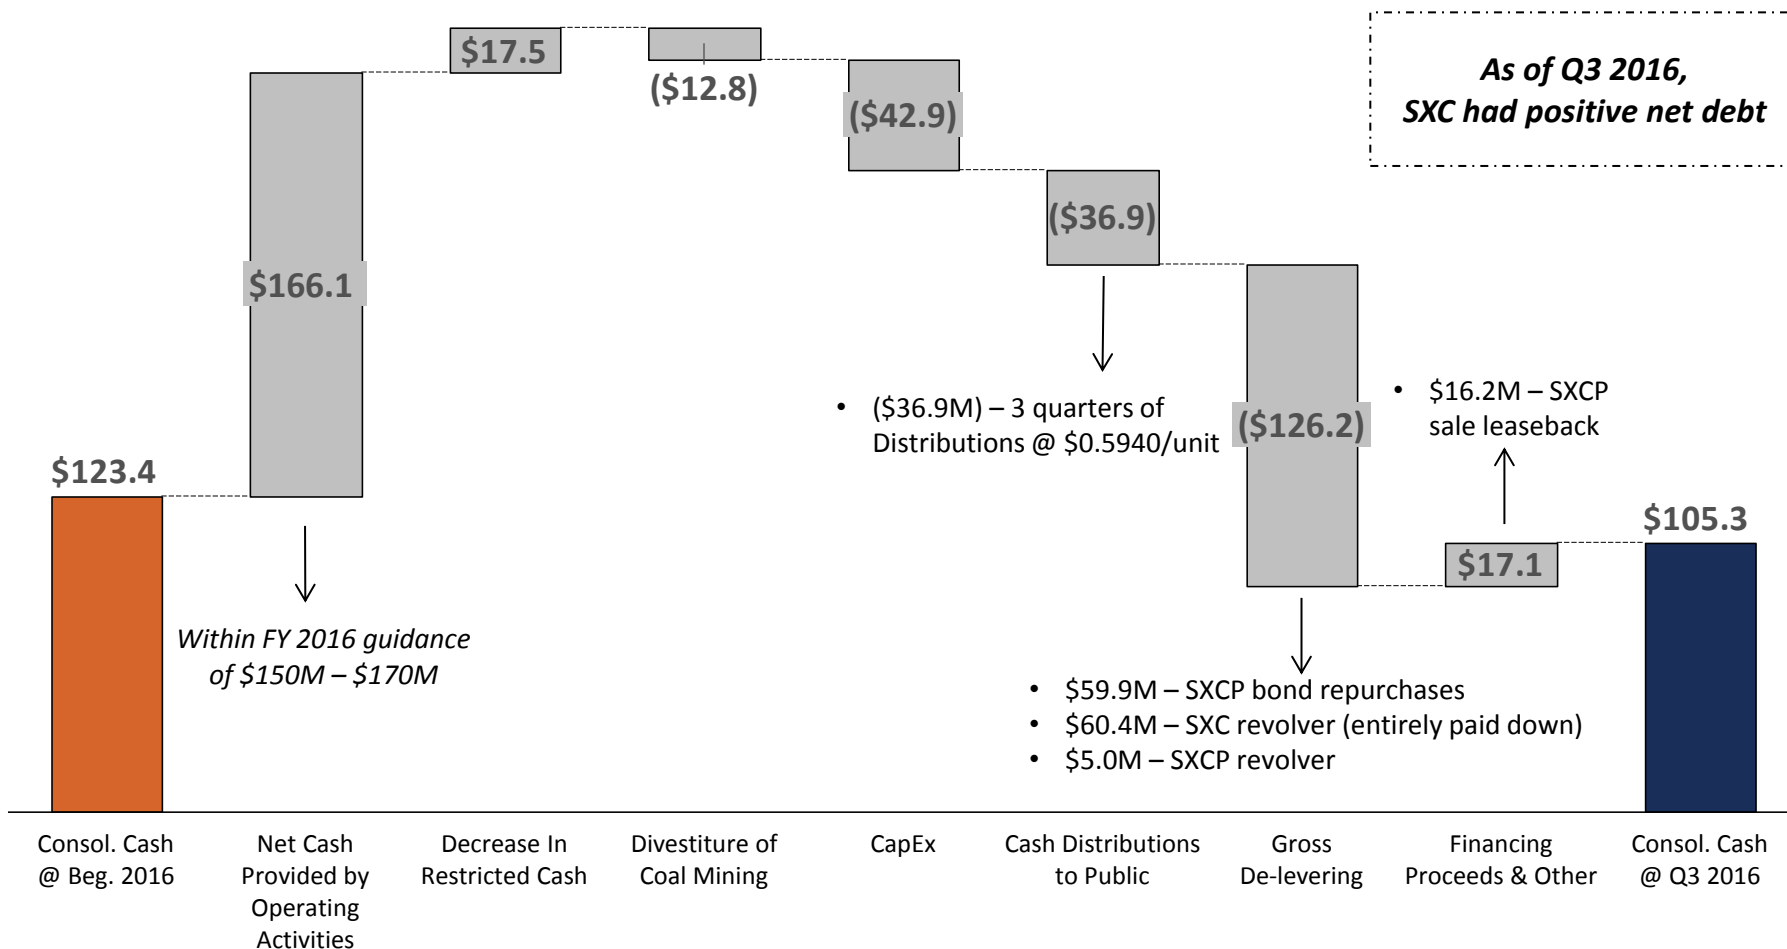 $17.5
($12.8)
As of Q3 2016,
SXC had positive net debt
($42.9)
($36.9)
$166.1
• ($36.9M) – 3 quarters of
Distributions @ $0.5940/unit
($126.2)
• $16.2M – SXCP
sale leaseback
$123.4
$105.3
$17.1
Within FY 2016 guidance
of $150M – $170M
• $59.9M – SXCP bond repurchases
• $60.4M – SXC revolver (entirely paid down)
• $5.0M – SXCP revolver
Consol. Cash
@ Beg. 2016
Net Cash
Provided by
Operating
Activities
Decrease In
Restricted Cash
Divestiture of
Coal Mining
CapEx
Cash Distributions
to Public
Gross
De-levering
Financing
Proceeds & Other
Consol. Cash
@ Q3 2016